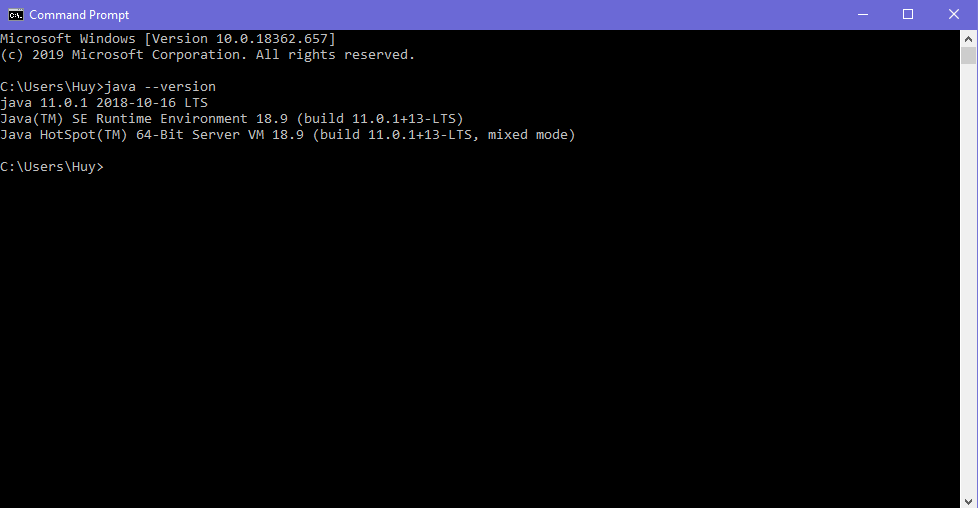 Command Prompt
Microsoft Windows [Version 10.0.18362.657]
(c) 2019 Microsoft Corporation. All rights reserved.
C:\Users\Huy>java --version
java 11.0.1 2018-10-16 LTS
Java(TM) SE Runtime Environment 18.9 (build 11.0.1+13-LTS)
Java HotSpot(TM) 64-Bit Server VM 18.9 (build 11.0.1+13-LTS, mixed mode)
C:\Users\Huy>